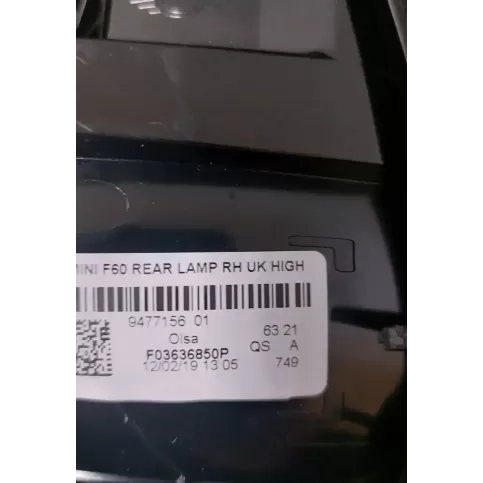 MINI F60 REAR LAMP RH UK HIGH
9477156 01 63 21
Olsa QS A
F03636850P
12/02/19 13:05 749